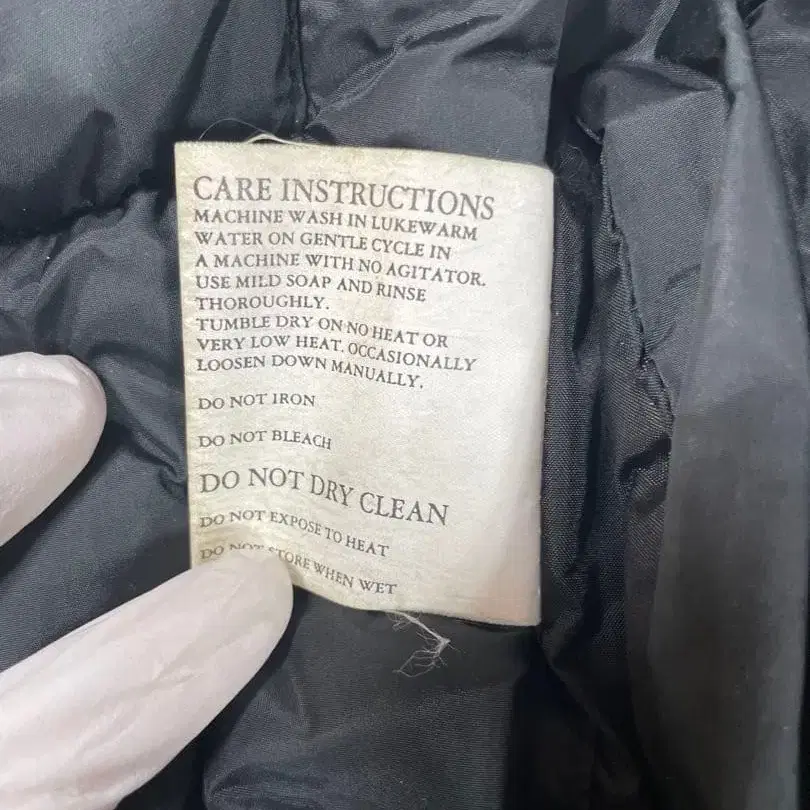 CARE INSTRUCTIONS
MACHINE WASH IN LUKEWARM
WATER ON GENTLE CYCLE IN
A MACHINE WITH NO AGITATOR.
USE MILD SOAP AND RINSE
THOROUGHLY.
TUMBLE DRY ON NO HEAT OR
VERY LOW HEAT. OCCASIONALLY
LOOSEN DOWN MANUALLY.
DO NOT IRON
DO NOT BLEACH
DO NOT DRY CLEAN
DO NOT EXPOSE TO HEAT
DO NOT STORE WHEN WET